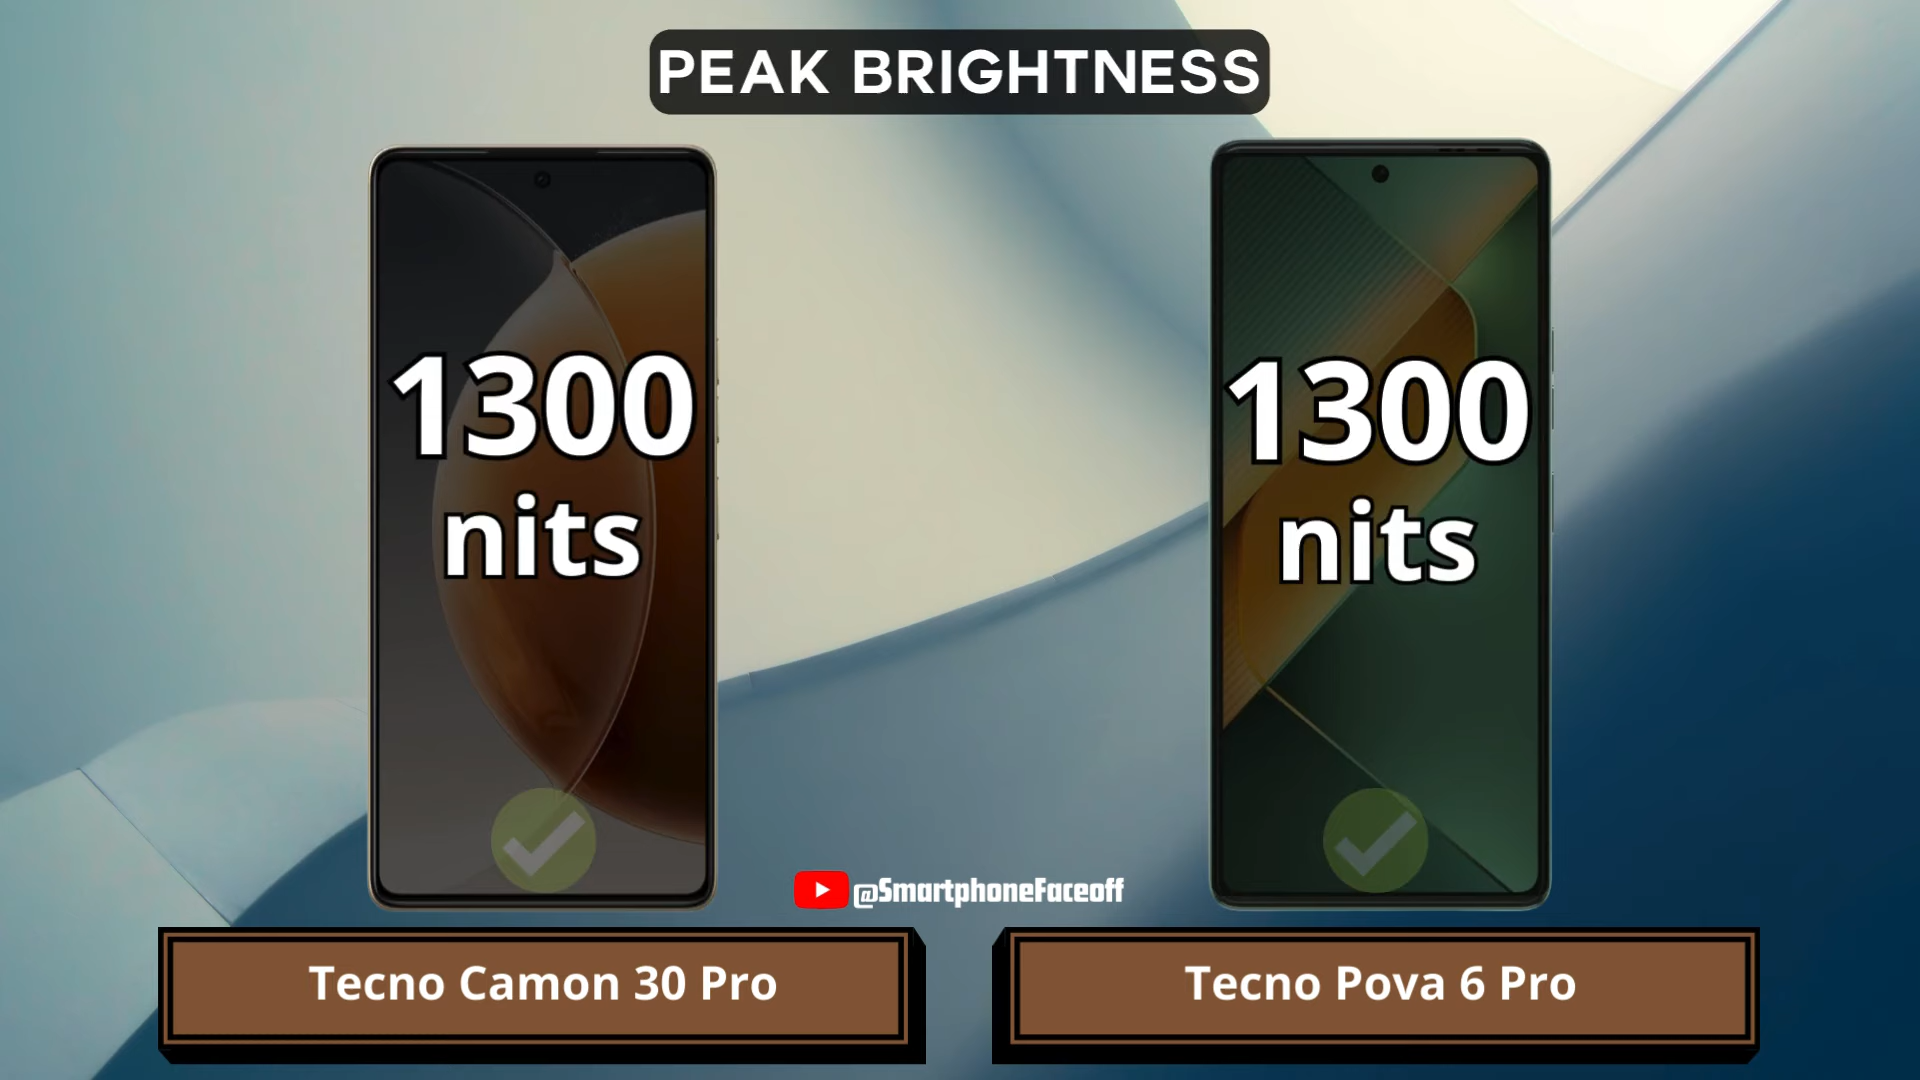 PEAK BRIGHTNESS
1300
nits
1300
nits
@SmartphoneFaceoff
Tecno Camon 30 Pro
Tecno Pova 6 Pro